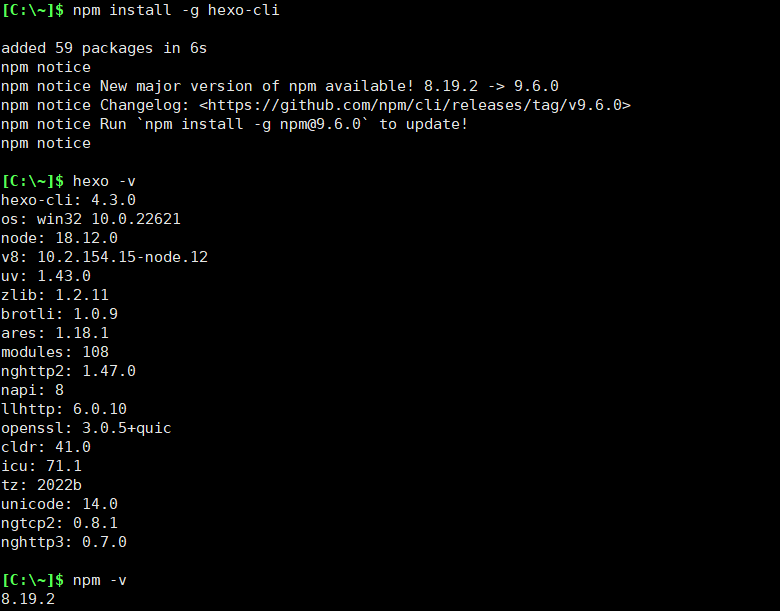 [C:\~]$ npm install -g hexo-cli
added 59 packages in 6s
npm notice
npm notice New major version of npm available! 8.19.2 -> 9.6.0
npm notice Changelog: <https://github.com/npm/cli/releases/tag/v9.6.0>
npm notice Run `npm install -g npm@9.6.0` to update!
npm notice
[C:\~]$ hexo -v
hexo-cli: 4.3.0
os: win32 10.0.22621
node: 18.12.0
v8: 10.2.154.15-node.12
uv: 1.43.0
zlib: 1.2.11
brotli: 1.0.9
ares: 1.18.1
modules: 108
nghttp2: 1.47.0
napi: 8
llhttp: 6.0.10
openssl: 3.0.5+quic
cldr: 41.0
icu: 71.1
tz: 2022b
unicode: 14.0
ngtcp2: 0.8.1
nghttp3: 0.7.0
[C:\~]$ npm -v
8.19.2